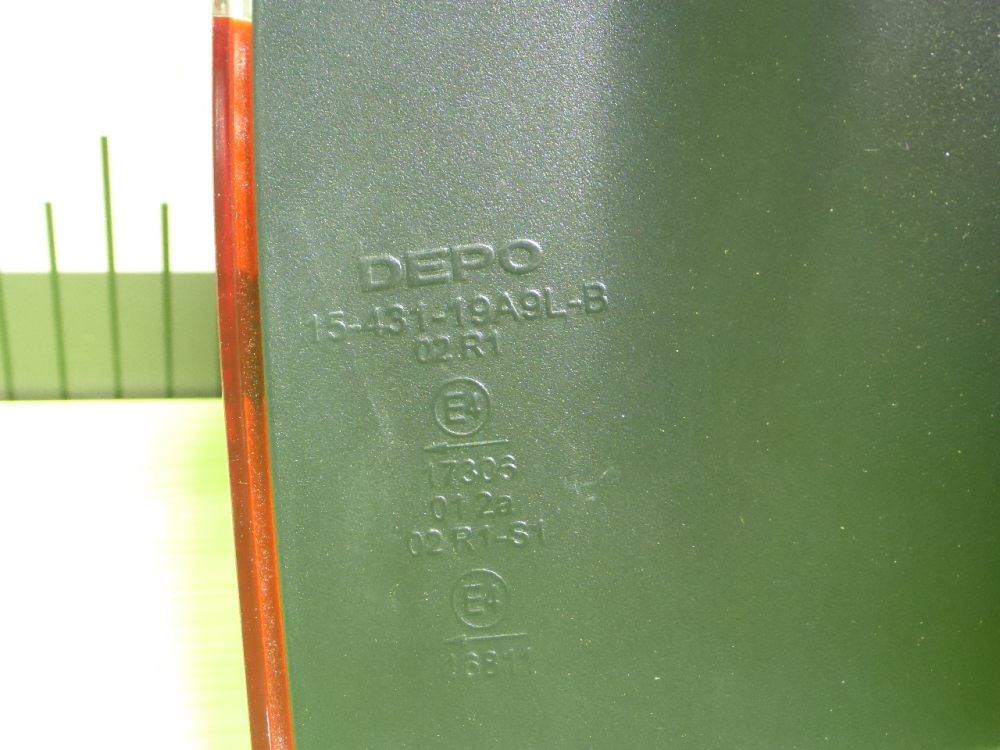 DEPO
15-431-19A9L-B
02 R1
E4
17306
01 2a
02 R1-S1
E4
16811